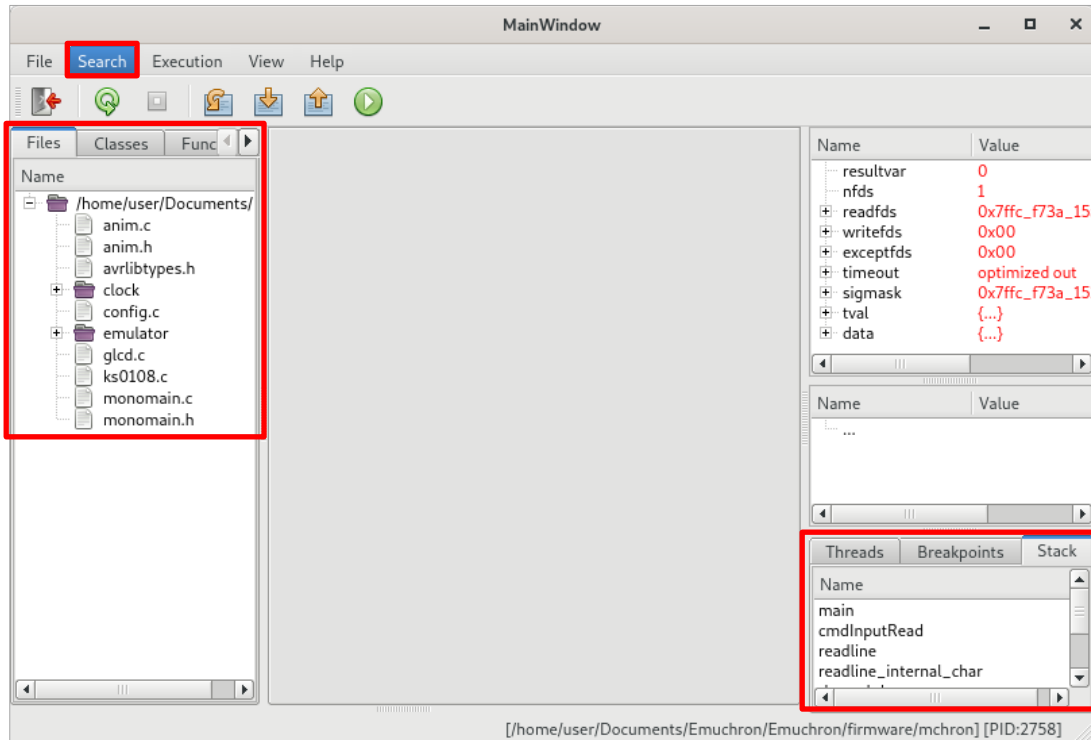 MainWindow
File Search Execution View Help
Files Classes Func
Name
/home/user/Documents/
anim.c
anim.h
avrlibtypes.h
clock
config.c
emulator
glcd.c
ks0108.c
monomain.c
monomain.h
Name Value
resultvar 0
nfds 1
readfds 0x7ffc_f73a_15
writefds 0x00
exceptfds 0x00
timeout optimized out
sigmask 0x7ffc_f73a_15
tval {...}
data {...}
Name Value
...
Threads Breakpoints Stack
Name
main
cmdInputRead
readline
readline_internal_char
[/home/user/Documents/Emuchron/Emuchron/firmware/mchron] [PID:2758]